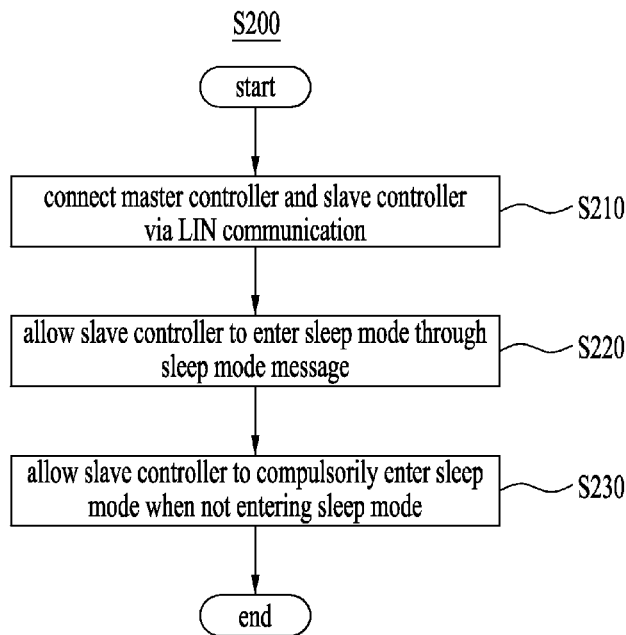 S200
start
connect master controller and slave controller
via LIN communication
S210
allow slave controller to enter sleep mode through
sleep mode message
S220
allow slave controller to compulsorily enter sleep
mode when not entering sleep mode
S230
end